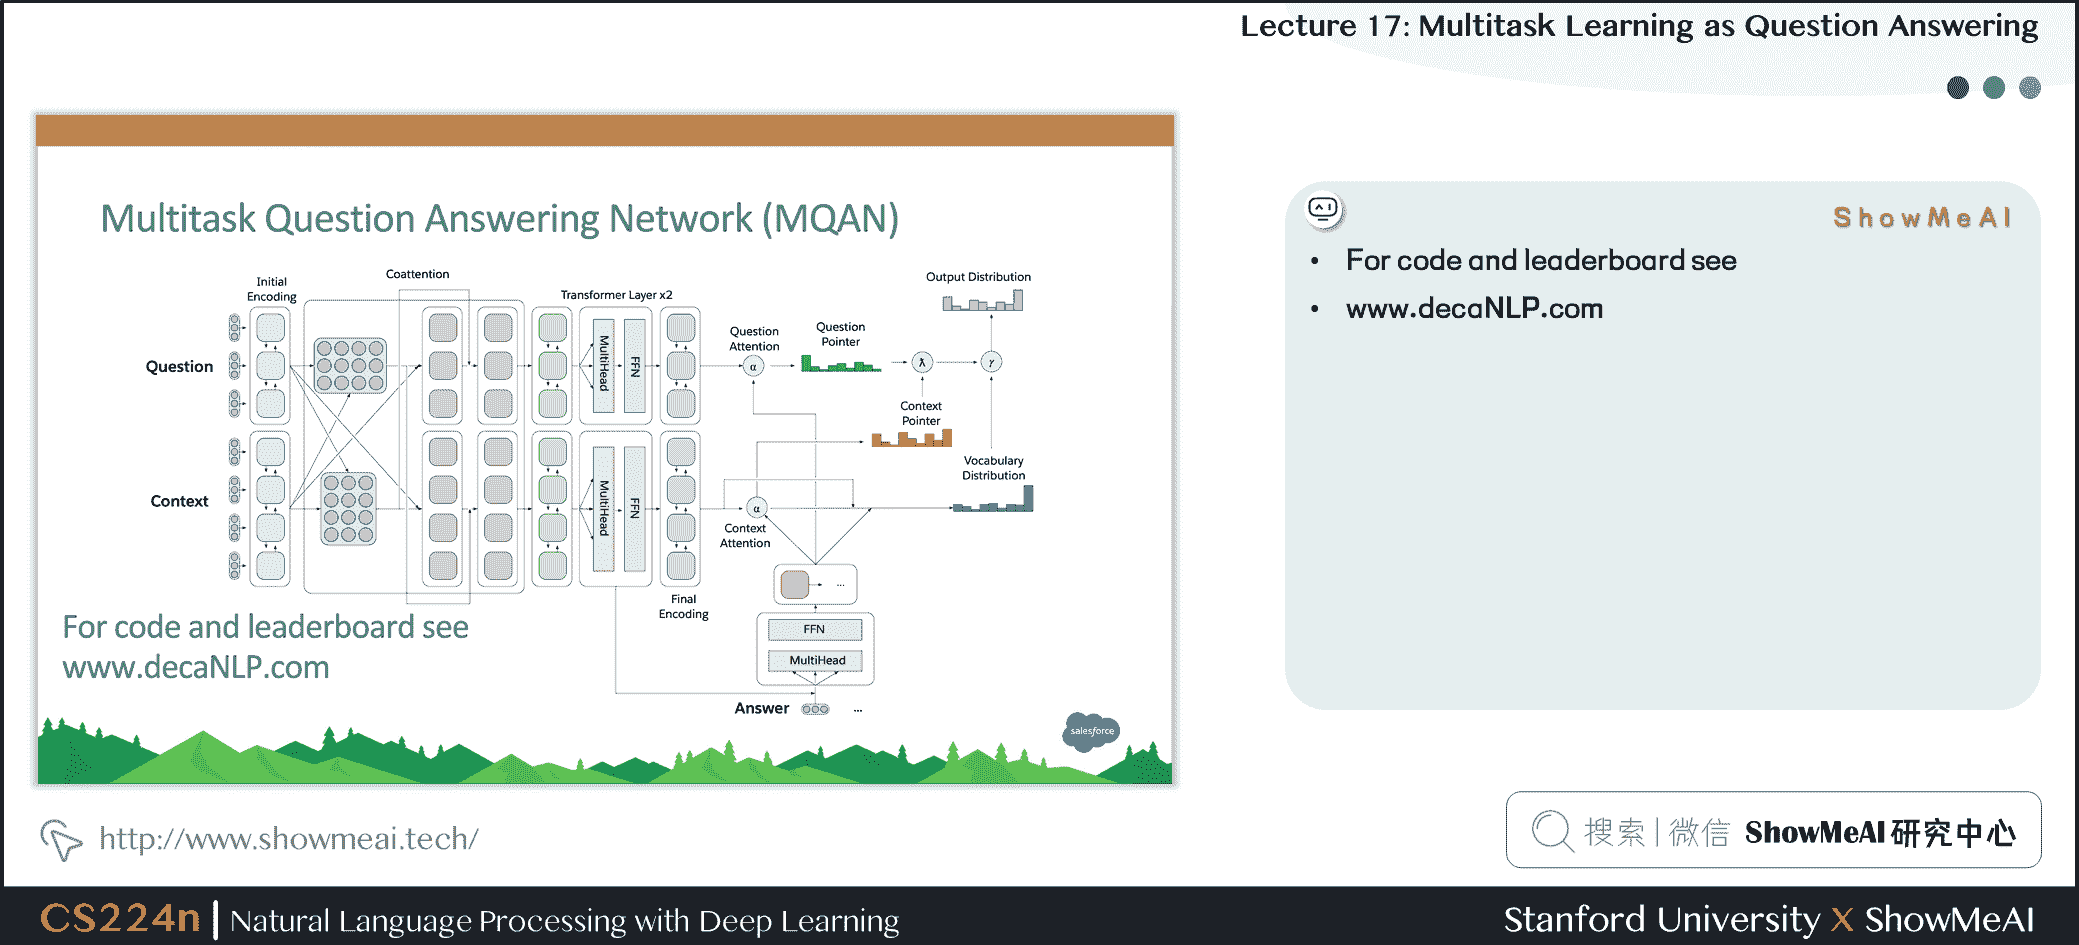 Lecture 17: Multitask Learning as Question Answering
Multitask Question Answering Network (MQAN)
Initial
Encoding
Coattention
Transformer Layer x2
Output Distribution
Question
Attention
Question
Pointer
Question
MultiHead
FFN
α
λ
γ
Context
Pointer
Vocabulary
Distribution
Context
MultiHead
FFN
α
Context
Attention
Final
Encoding
...
FFN
MultiHead
Answer
...
For code and leaderboard see
www.decaNLP.com
salesforce
ShowMeAI
• For code and leaderboard see
• www.decaNLP.com
http://www.showmeai.tech/
搜索 | 微信 ShowMeAI 研究中心
CS224n | Natural Language Processing with Deep Learning
Stanford University X ShowMeAI